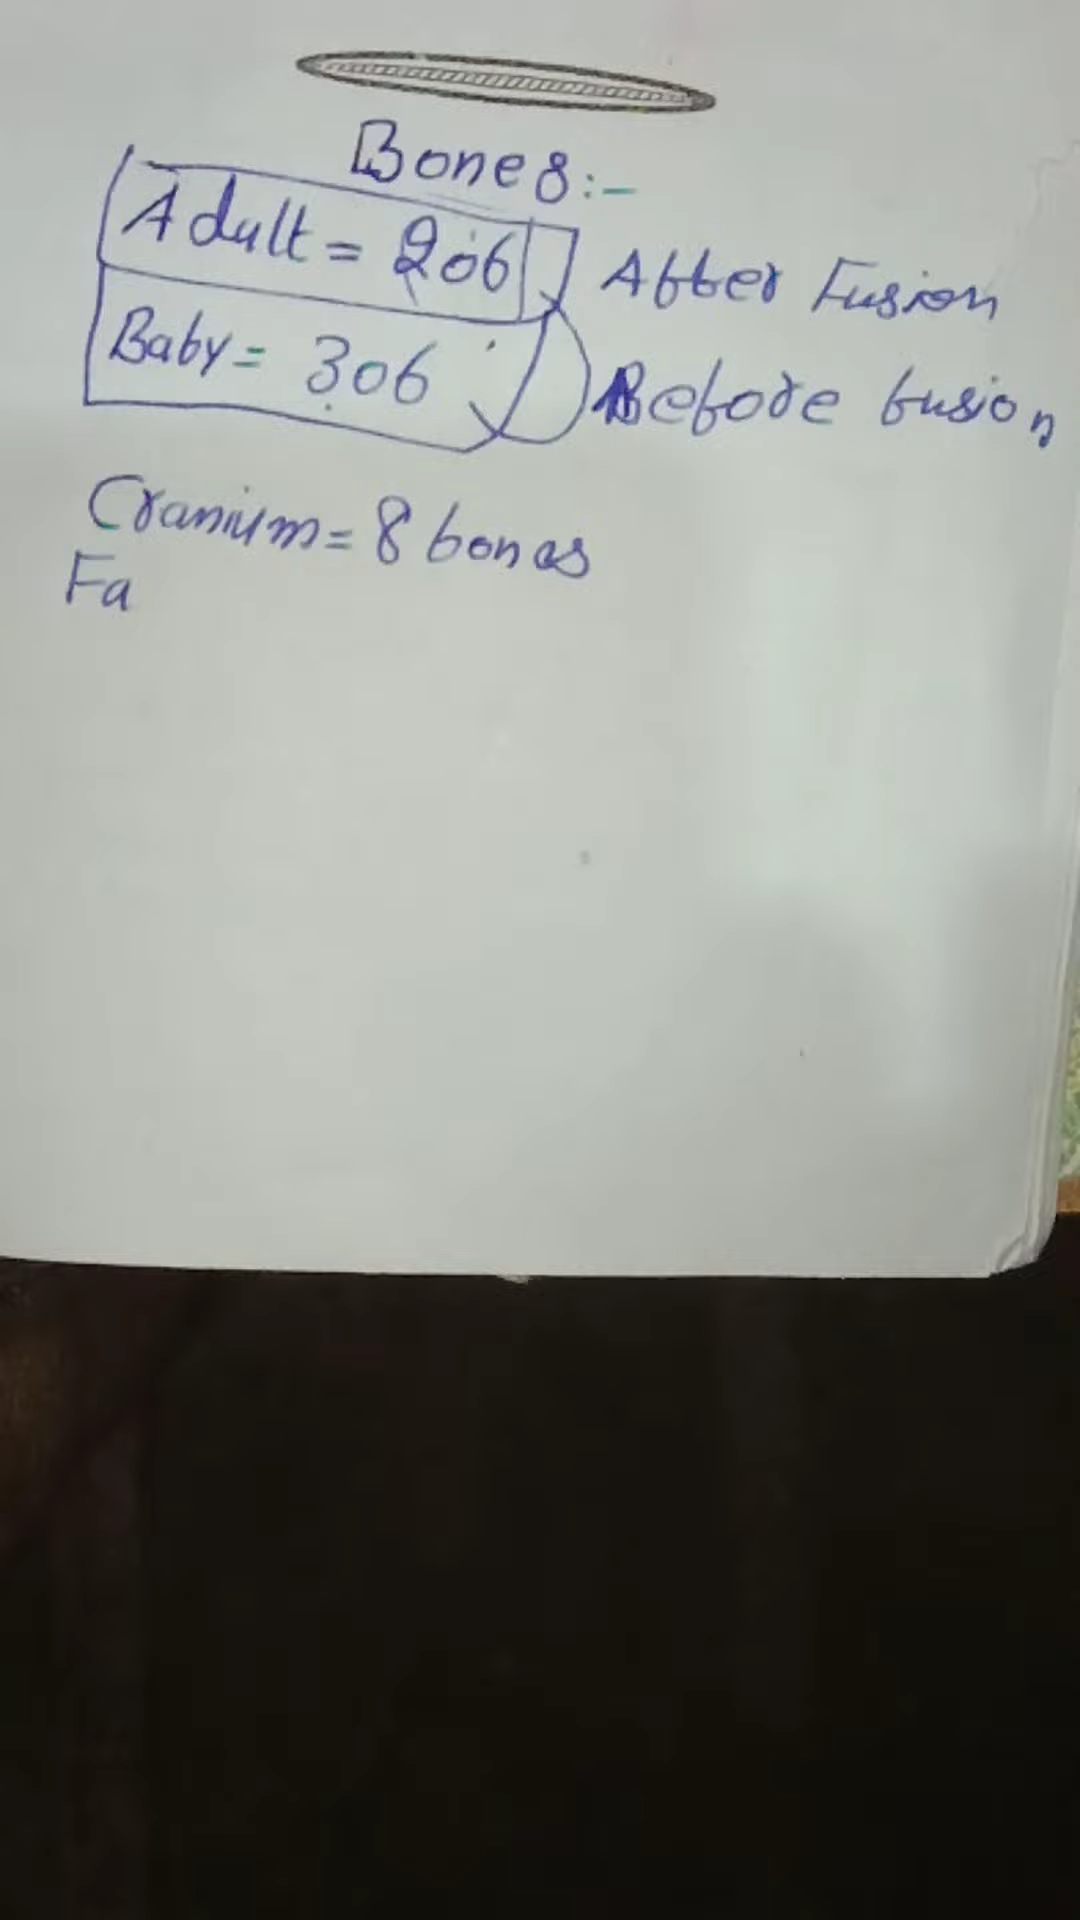 Bones:-
Adult = 206 After Fusion
Baby = 306 Before fusion
Cranium = 8 bones
Fa